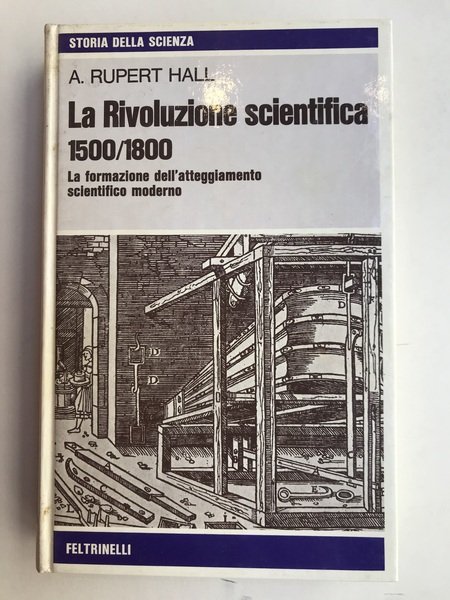 STORIA DELLA SCIENZA
A. RUPERT HALL
La Rivoluzione scientifica
1500/1800
La formazione dell'atteggiamento
scientifico moderno
D
D
D
E
FELTRINELLI